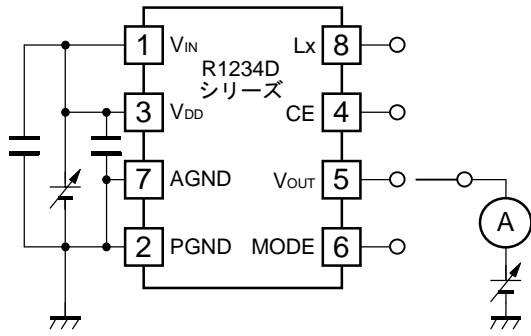 1 VIN
R1234D
シリーズ
Lx 8
3 VDD
CE 4
7 AGND
VOUT 5
A
2 PGND
MODE 6